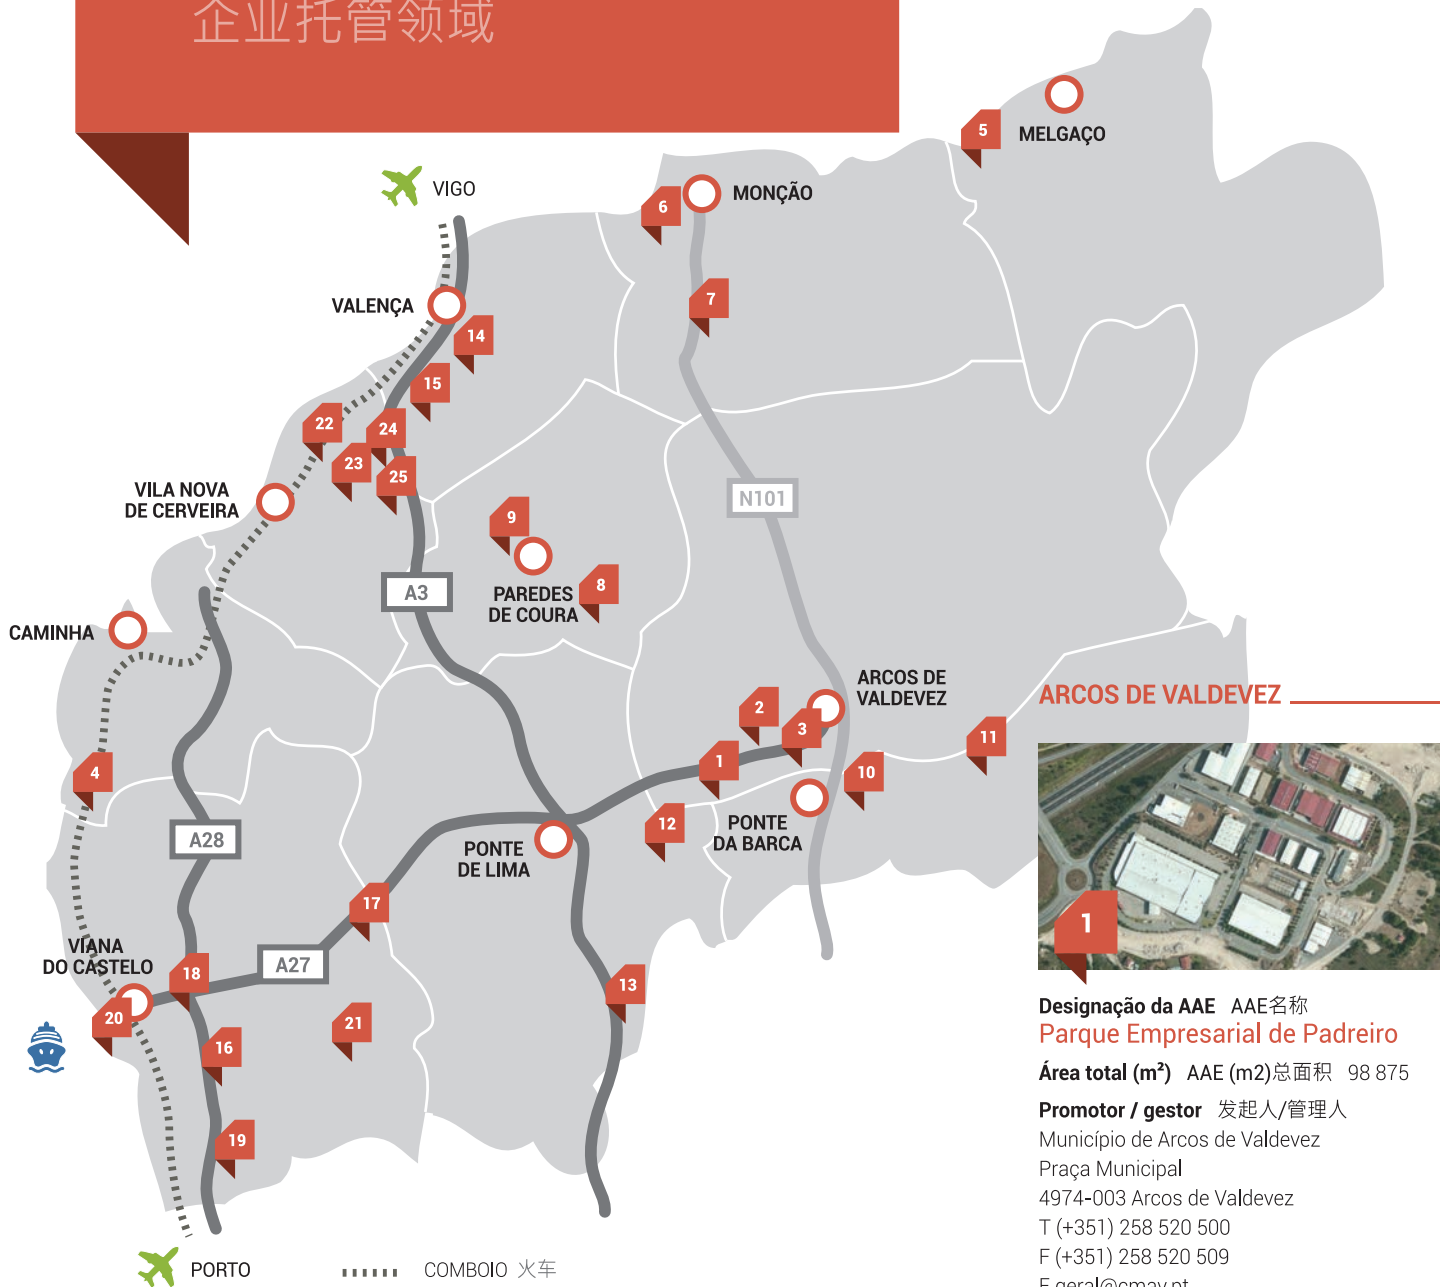 企业托管领域
VIGO
VALENÇA
MONÇÃO
MELGAÇO
5
6
7
14
15
22
24
23
25
VILA NOVA
DE CERVEIRA
N101
9
8
PAREDES
DE COURA
A3
CAMINHA
ARCOS DE
VALDEVEZ
2
3
1
11
10
4
12
PONTE
DA BARCA
A28
PONTE
DE LIMA
17
VIANA
DO CASTELO
A27
18
13
20
21
16
19
PORTO
COMBOIO 火车
ARCOS DE VALDEVEZ
1
Designação da AAE AAE名称
Parque Empresarial de Padreiro
Área total (m²) AAE (m2)总面积 98 875
Promotor / gestor 发起人/管理人
Município de Arcos de Valdevez
Praça Municipal
4974-003 Arcos de Valdevez
T (+351) 258 520 500
F (+351) 258 520 509
E geral@cmav.pt